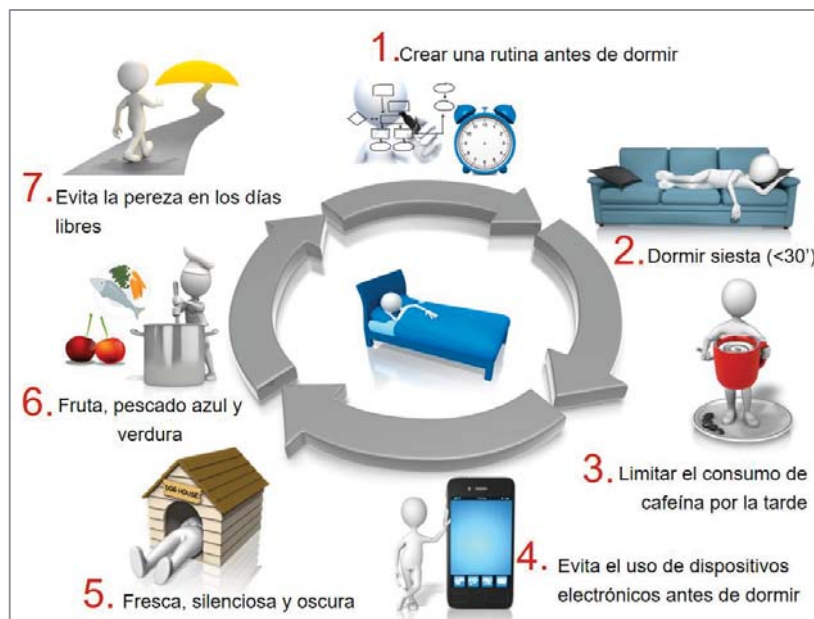 1. Crear una rutina antes de dormir
2. Dormir siesta (<30’)
3. Limitar el consumo de
cafeína por la tarde
4. Evita el uso de dispositivos
electrónicos antes de dormir
5. Fresca, silenciosa y oscura
DOG HOUSE
6. Fruta, pescado azul y
verdura
7. Evita la pereza en los días
libres